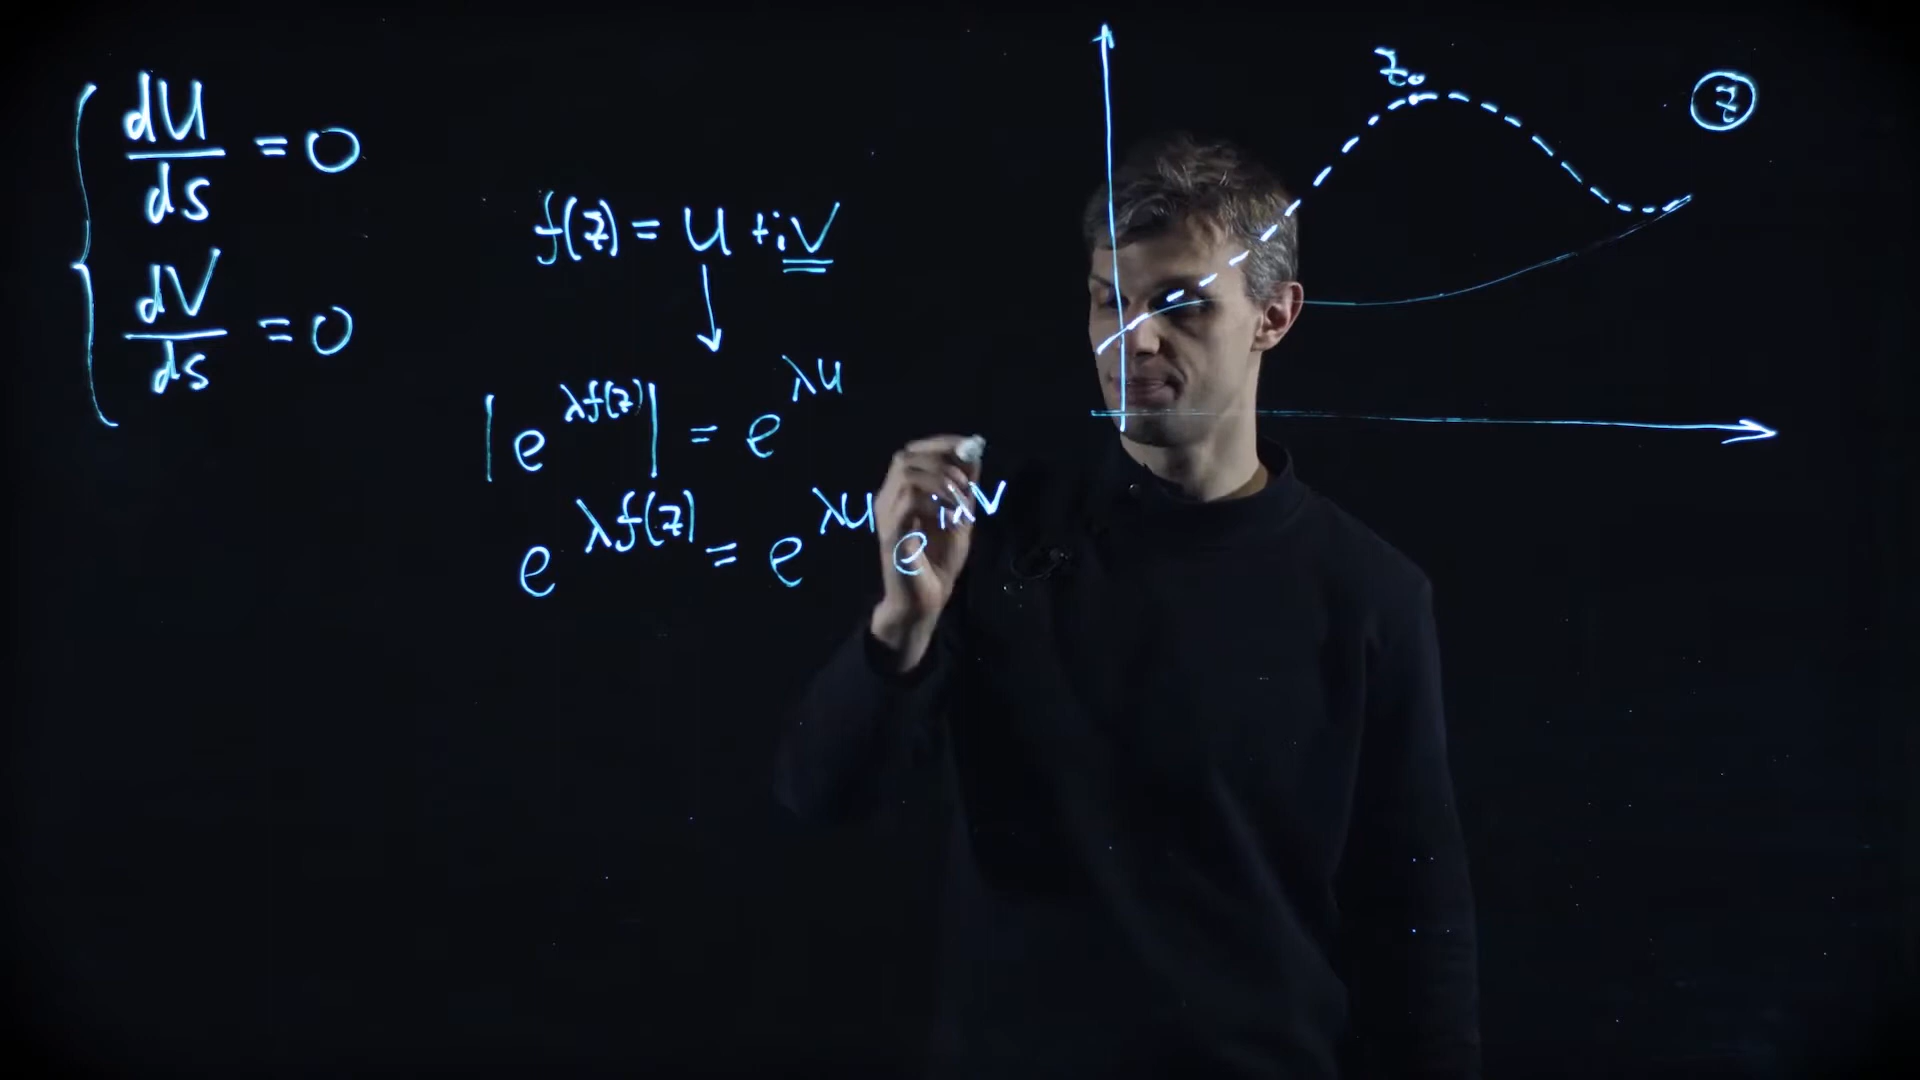 dU/ds = 0
dV/ds = 0
f(z) = U + iV
|e^{λf(z)}| = e^{λU}
e^{λf(z)} = e^{λU} e^{iλV}
z₀
z